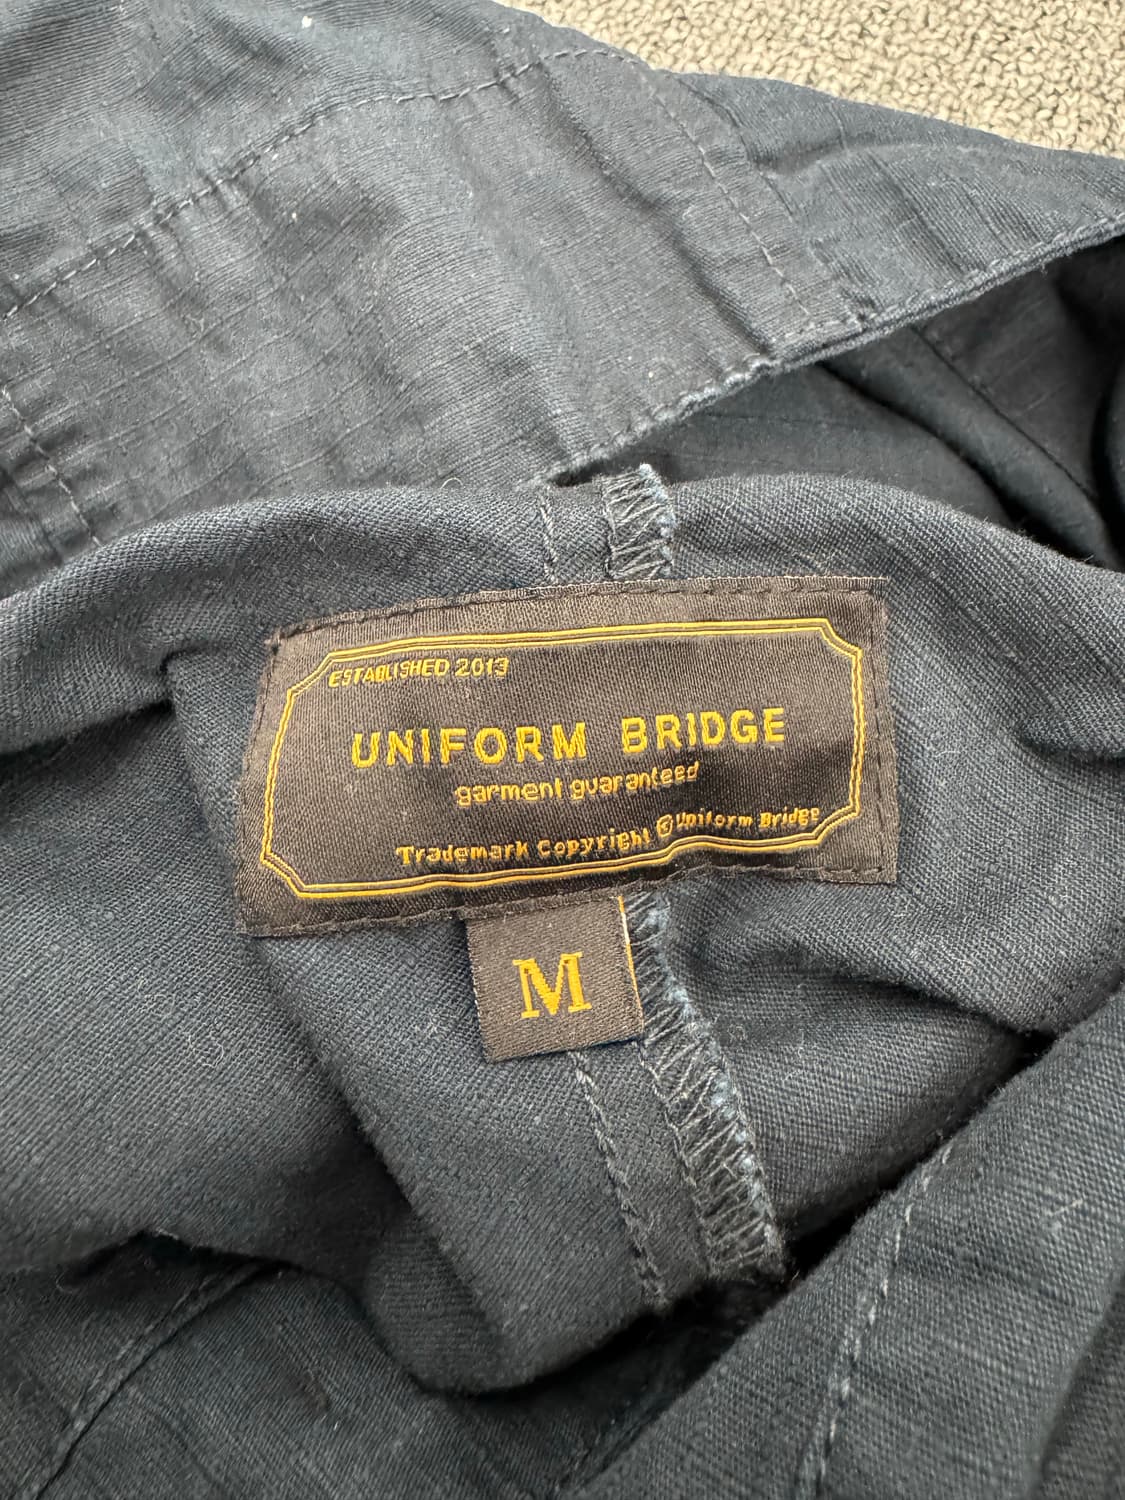 ESTABLISHED 2013
UNIFORM BRIDGE
garment guaranteed
Trademark Copyright © Uniform Bridge
M